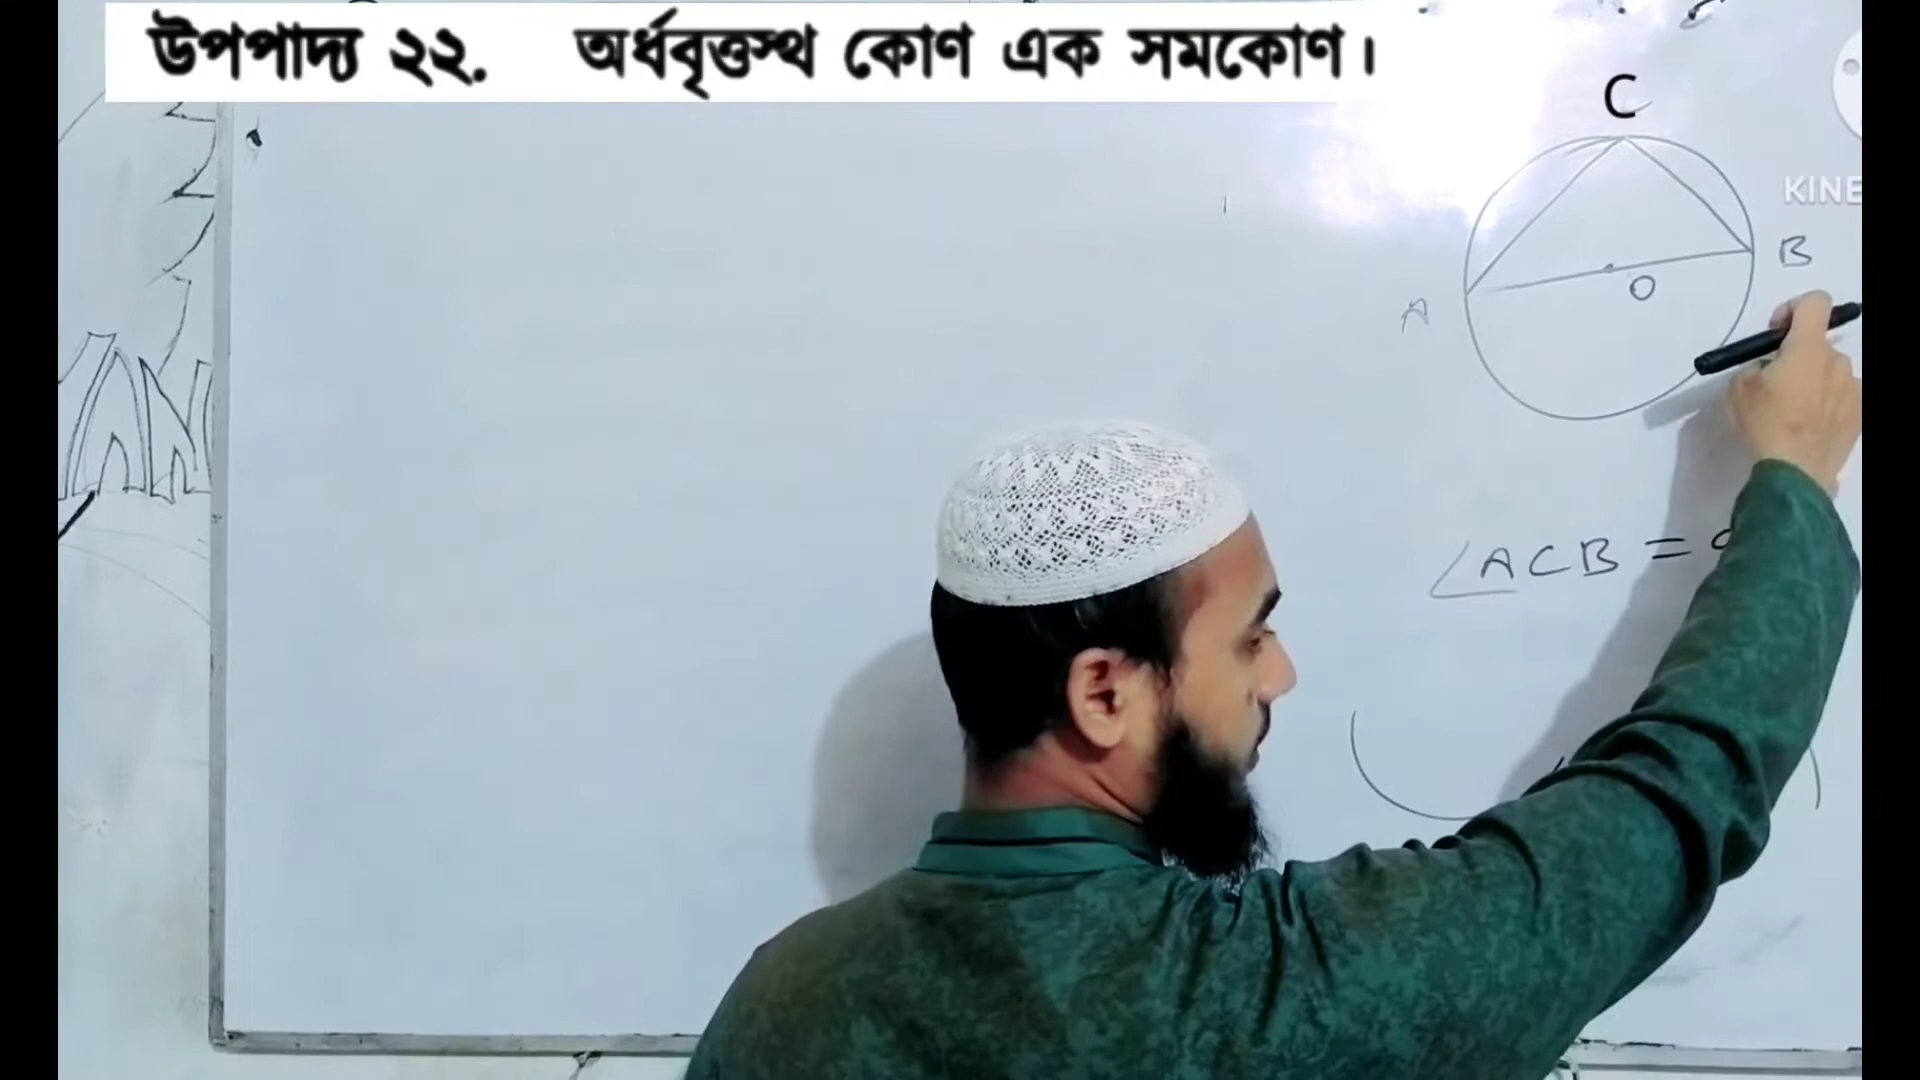 উপপাদ্য ২২. অর্ধবৃত্তস্থ কোণ এক সমকোণ।
C
KINE
B
O
A
∠ACB =